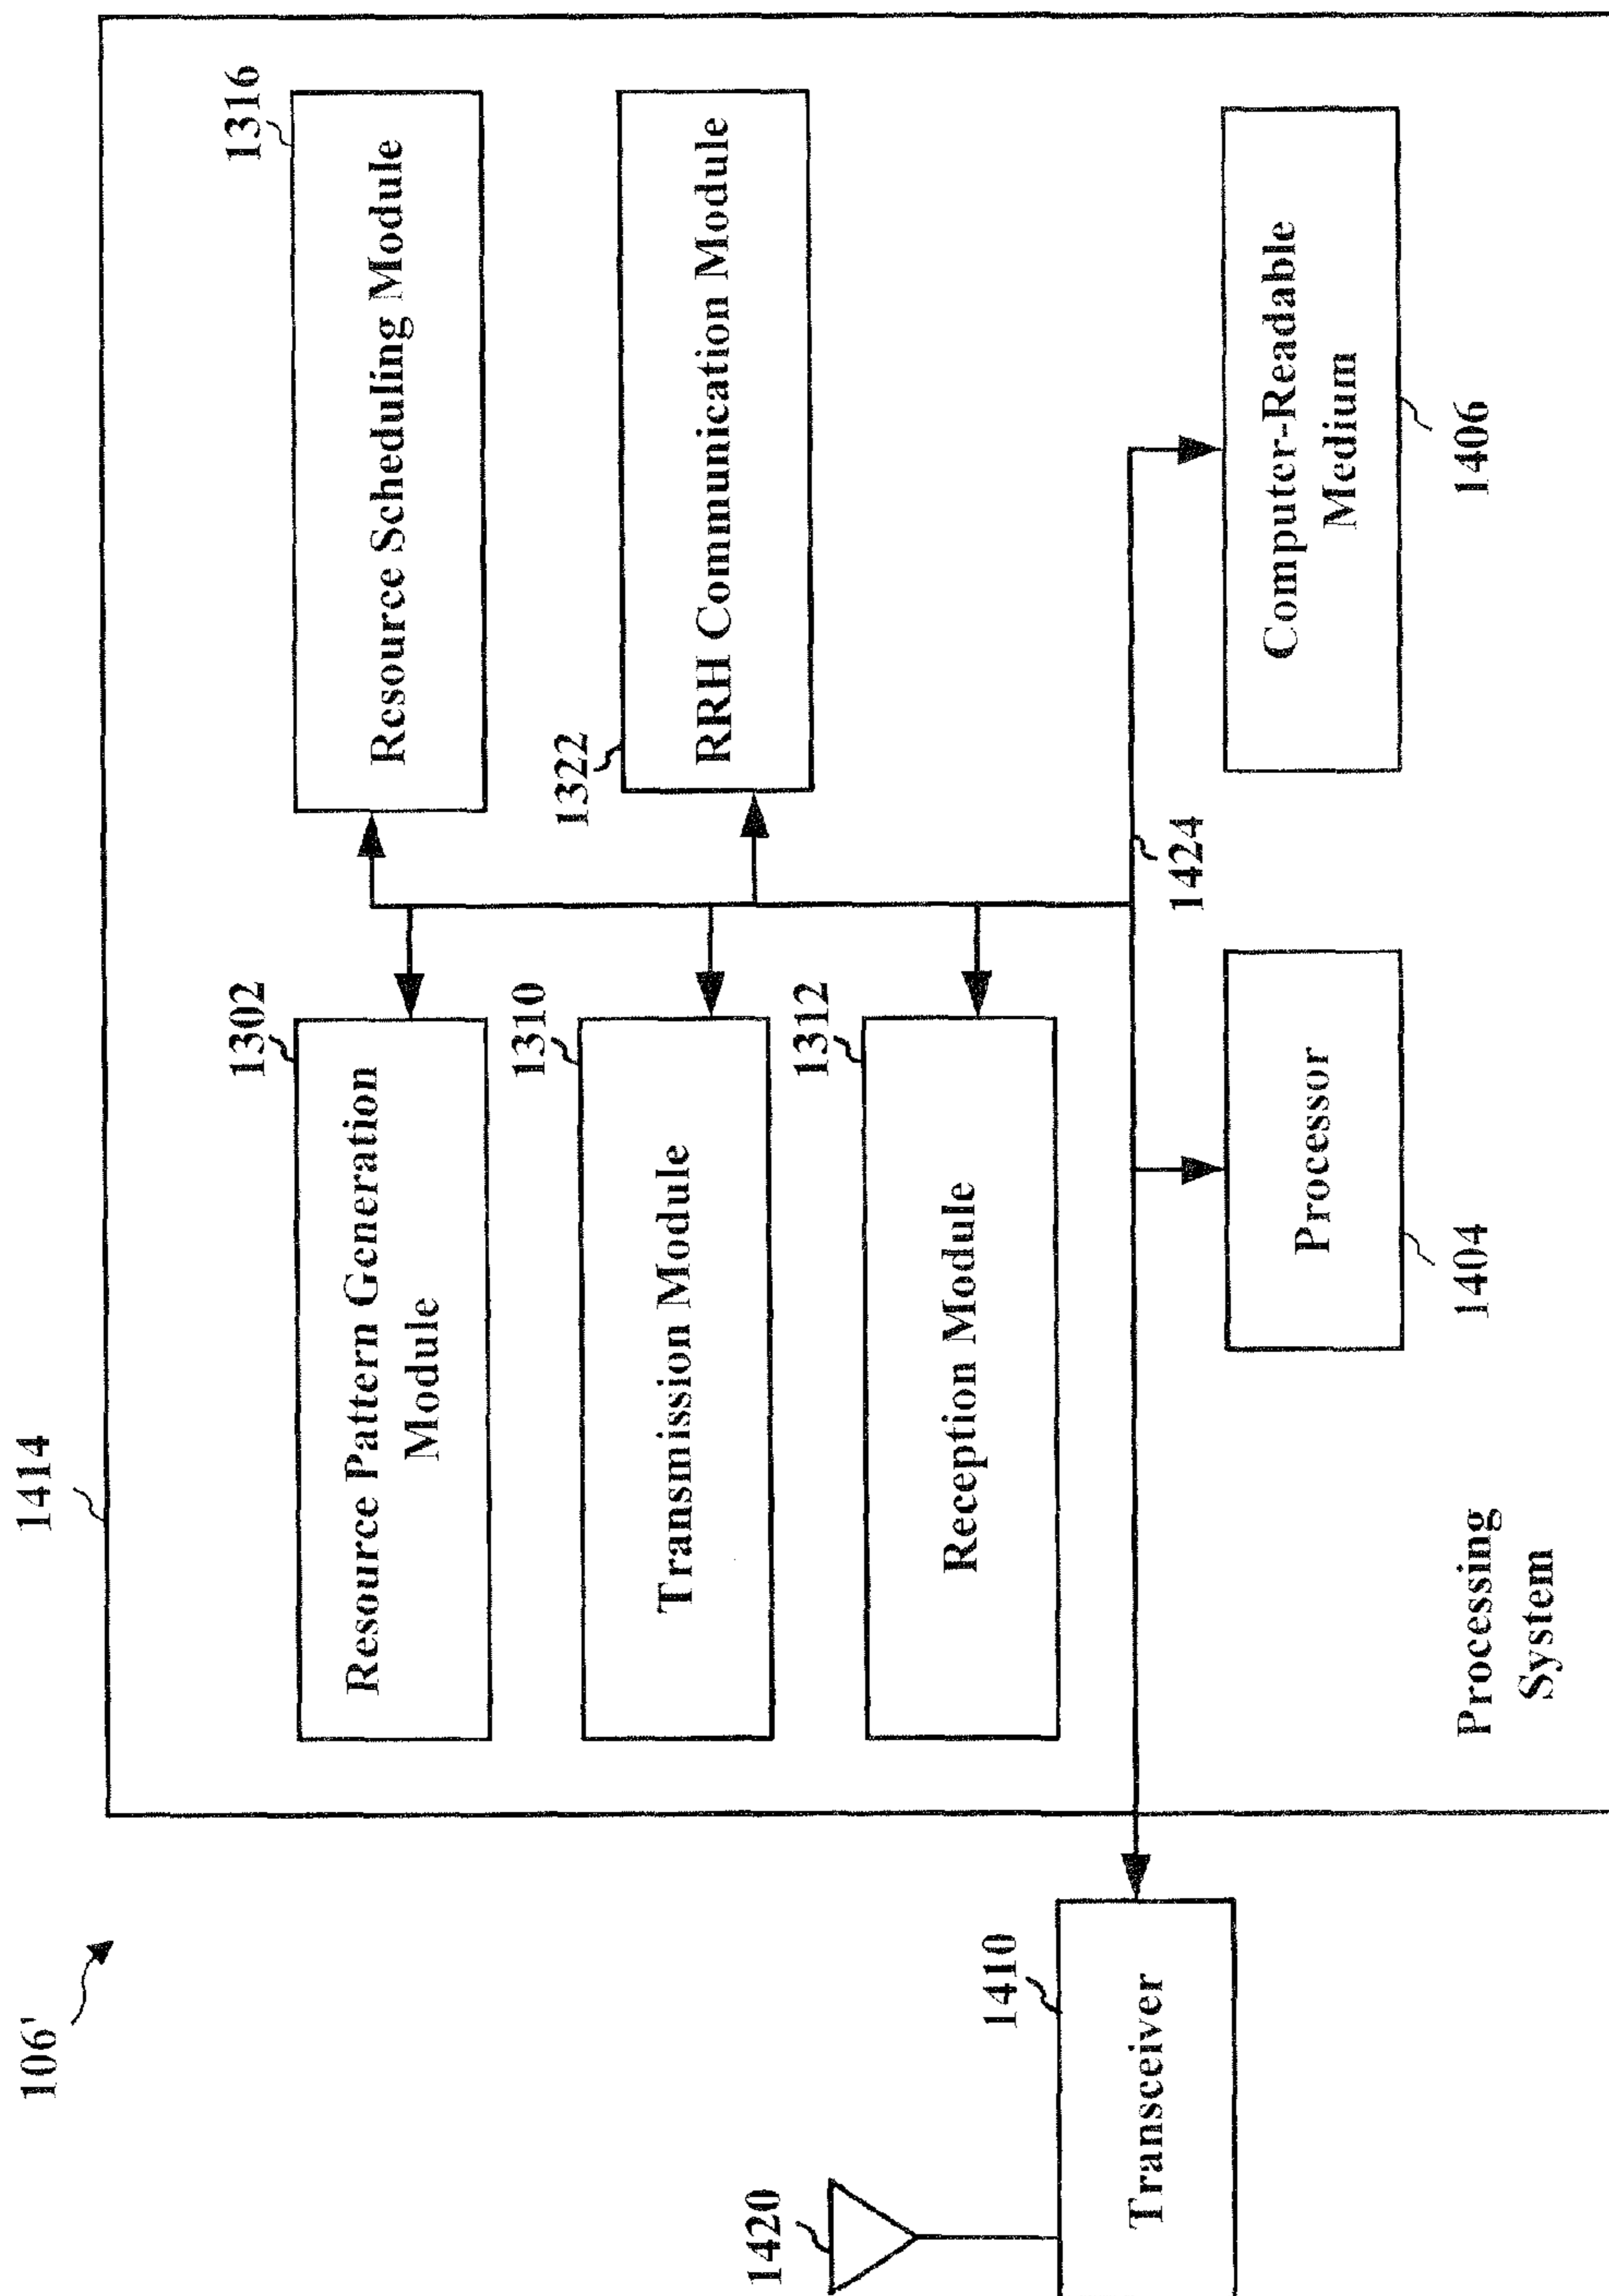 106'
1414
1302
Resource Pattern Generation
Module
1316
Resource Scheduling Module
1310
Transmission Module
1322
RRH Communication Module
1312
Reception Module
1420
1410
Transceiver
1424
Processor
1404
Computer-Readable
Medium
1406
Processing
System